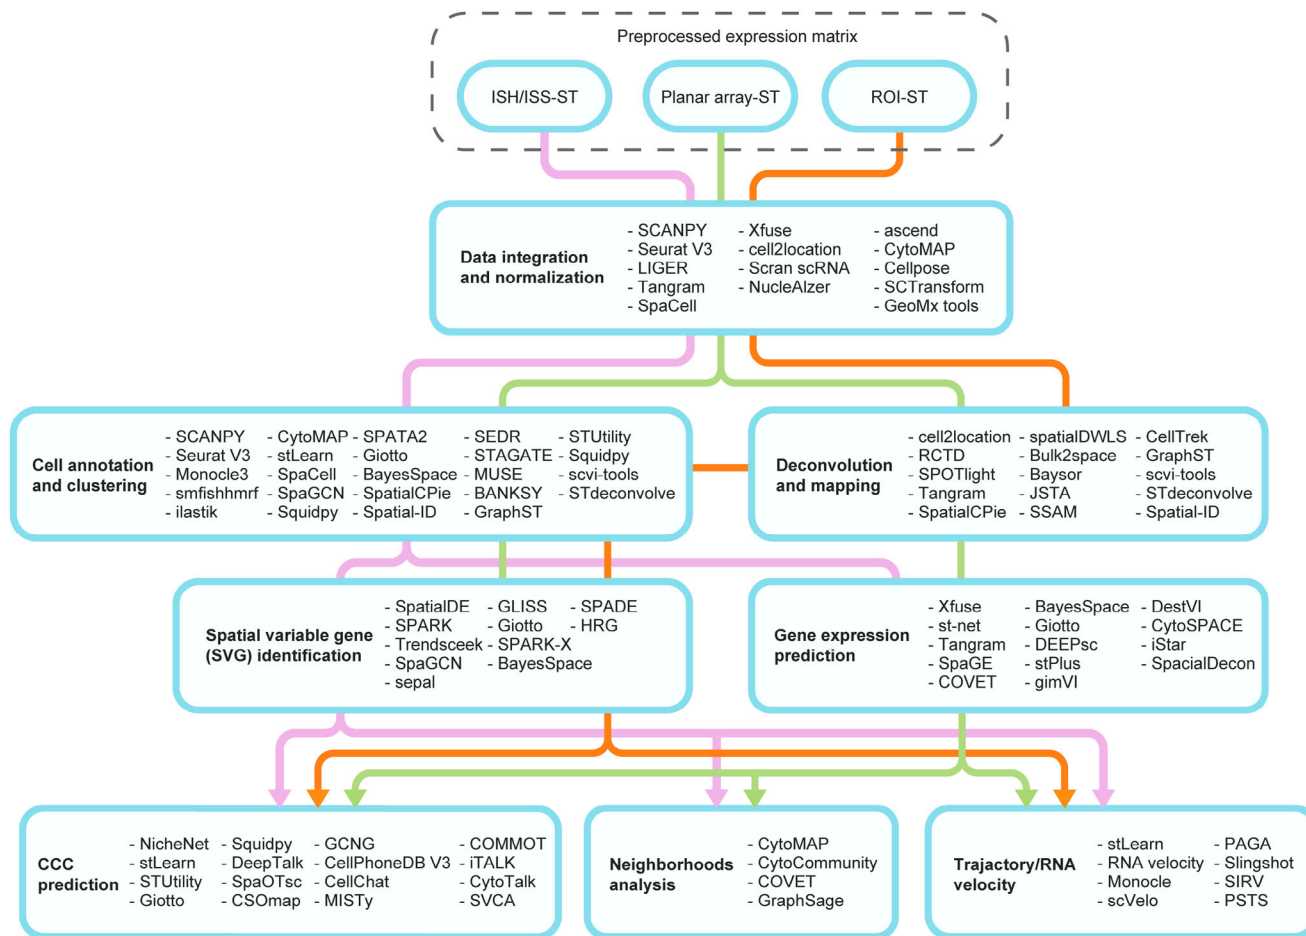 Preprocessed expression matrix
ISH/ISS-ST
Planar array-ST
ROI-ST
Data integration
and normalization
- SCANPY
- Seurat V3
- LIGER
- Tangram
- SpaCell
- Xfuse
- cell2location
- Scran scRNA
- NucleAlzer
- ascend
- CytoMAP
- Cellpose
- SCTransform
- GeoMx tools
Cell annotation
and clustering
- SCANPY
- Seurat V3
- Monocle3
- smfishhmrf
- ilastik
- CytoMAP
- stLearn
- SpaCell
- SpaGCN
- Squidpy
- SPATA2
- Giotto
- BayesSpace
- SpatialCPie
- Spatial-ID
- SEDR
- STAGATE
- MUSE
- BANKSY
- GraphST
- STUtility
- Squidpy
- scvi-tools
- STdeconvolve
Deconvolution
and mapping
- cell2location
- RCTD
- SPOTlight
- Tangram
- SpatialCPie
- spatialDWLS
- Bulk2space
- Baysor
- JSTA
- SSAM
- CellTrek
- GraphST
- scvi-tools
- STdeconvolve
- Spatial-ID
Spatial variable gene
(SVG) identification
- SpatialDE
- SPARK
- Trendsceek
- SpaGCN
- sepal
- GLISS
- Giotto
- SPARK-X
- BayesSpace
- SPADE
- HRG
Gene expression
prediction
- Xfuse
- st-net
- Tangram
- SpaGE
- COVET
- BayesSpace
- Giotto
- DEEPsc
- stPlus
- gimVI
- DestVI
- CytoSPACE
- iStar
- SpacialDecon
CCC
prediction
- NicheNet
- stLearn
- STUtility
- Giotto
- Squidpy
- DeepTalk
- SpaOTsc
- CSOmap
- GCNG
- CellPhoneDB V3
- CellChat
- MISTy
- COMMOT
- iTALK
- CytoTalk
- SVCA
Neighborhoods
analysis
- CytoMAP
- CytoCommunity
- COVET
- GraphSage
Trajactory/RNA
velocity
- stLearn
- RNA velocity
- Monocle
- scVelo
- PAGA
- Slingshot
- SIRV
- PSTS